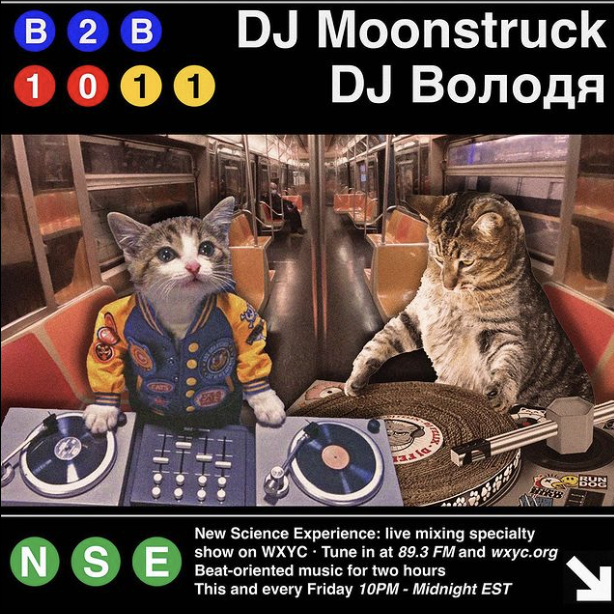 B 2 B
DJ Moonstruck
1 0 1 1
DJ Володя
RUN
DOG
N S E
New Science Experience: live mixing specialty
show on WXYC · Tune in at 89.3 FM and wxyc.org
Beat-oriented music for two hours
This and every Friday 10PM - Midnight EST